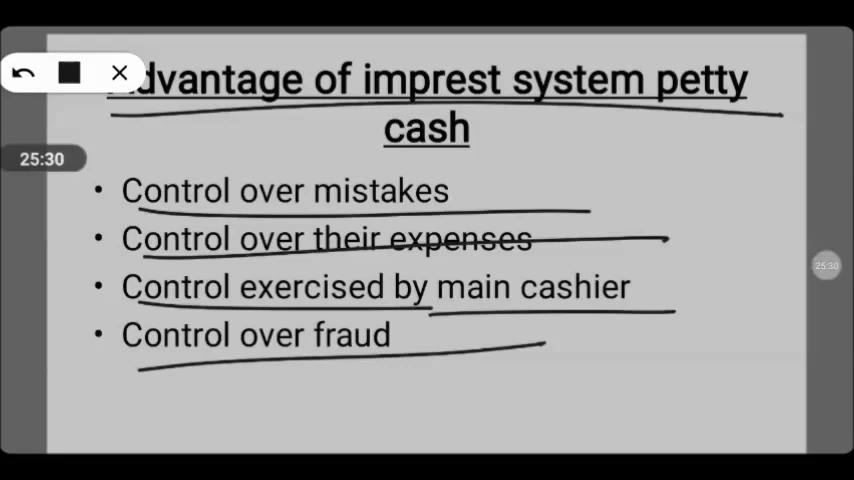 dvantage of imprest system petty
cash
25:30
• Control over mistakes
• Control over their expenses
25:30
• Control exercised by main cashier
• Control over fraud